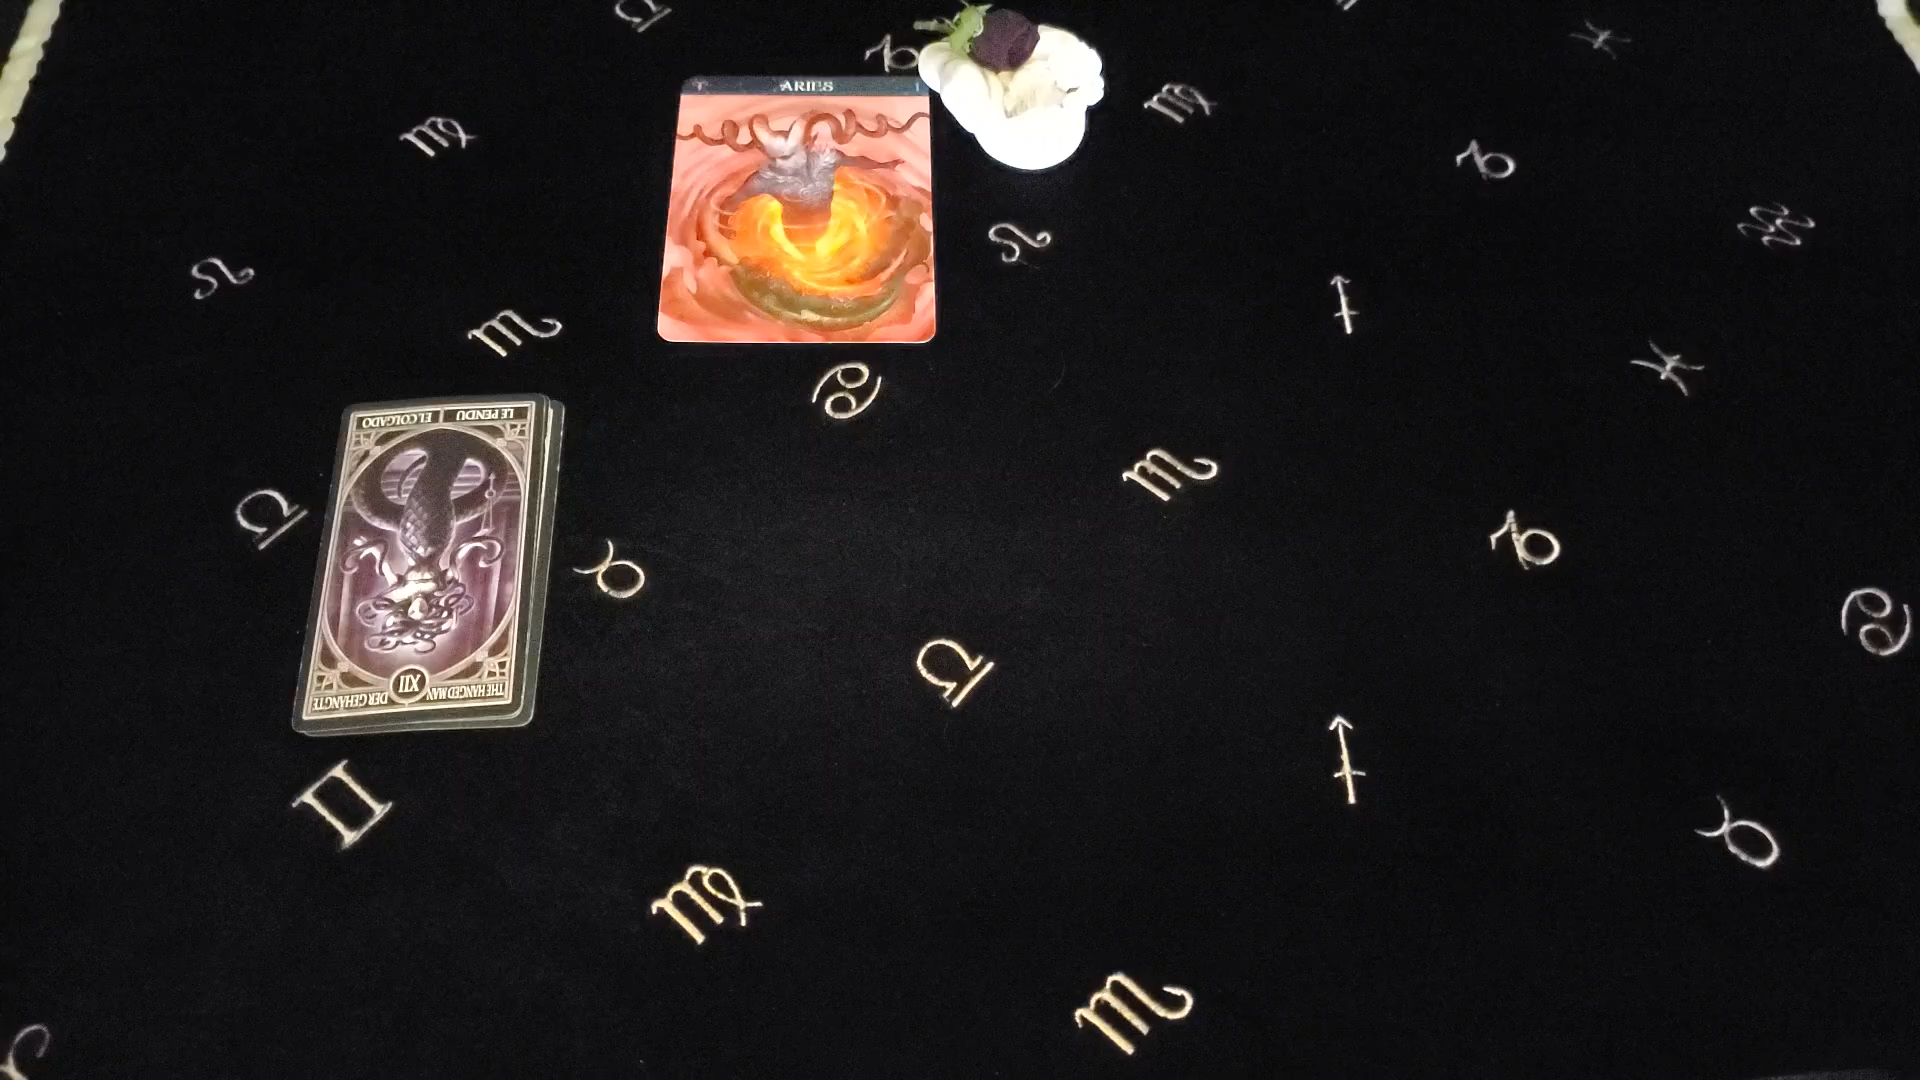 ARIES
LE PENDU
EL COLGADO
XII
THE HANGED MAN
DER GEHÄNGTE